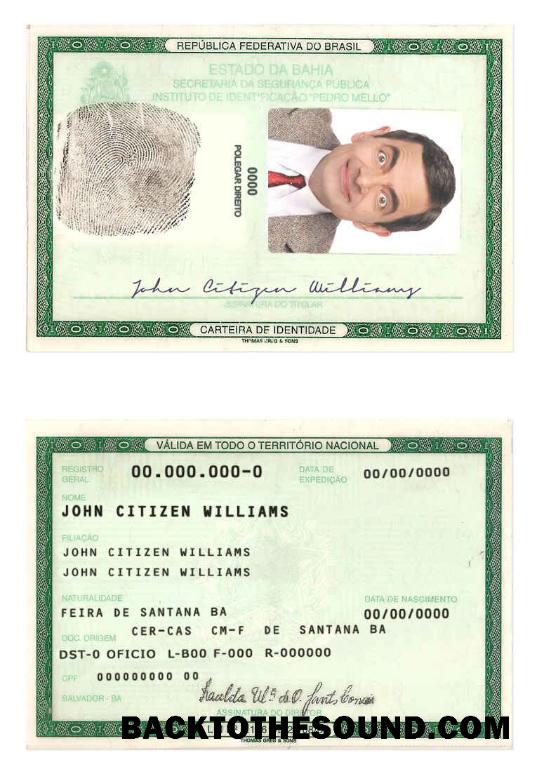 REPÚBLICA FEDERATIVA DO BRASIL
ESTADO DA BAHIA
SECRETARIA DA SEGURANÇA PÚBLICA
INSTITUTO DE IDENTIFICAÇÃO "PEDRO MELLO"
POLEGAR DIREITO
0000
John Citizen Williams
ASSINATURA DO TITULAR
CARTEIRA DE IDENTIDADE
THOMAS GREG & SONS
VÁLIDA EM TODO O TERRITÓRIO NACIONAL
REGISTRO GERAL 00.000.000-0 DATA DE EXPEDIÇÃO 00/00/0000
NOME
JOHN CITIZEN WILLIAMS
FILIAÇÃO
JOHN CITIZEN WILLIAMS
JOHN CITIZEN WILLIAMS
NATURALIDADE DATA DE NASCIMENTO
FEIRA DE SANTANA BA 00/00/0000
DOC. ORIGEM CER-CAS CM-F DE SANTANA BA
DST-0 OFICIO L-B00 F-000 R-000000
CPF 000000000 00
SALVADOR - BA
ASSINATURA DO DIRETOR
BACKTOTHESOUND.COM
THOMAS GREG & SONS